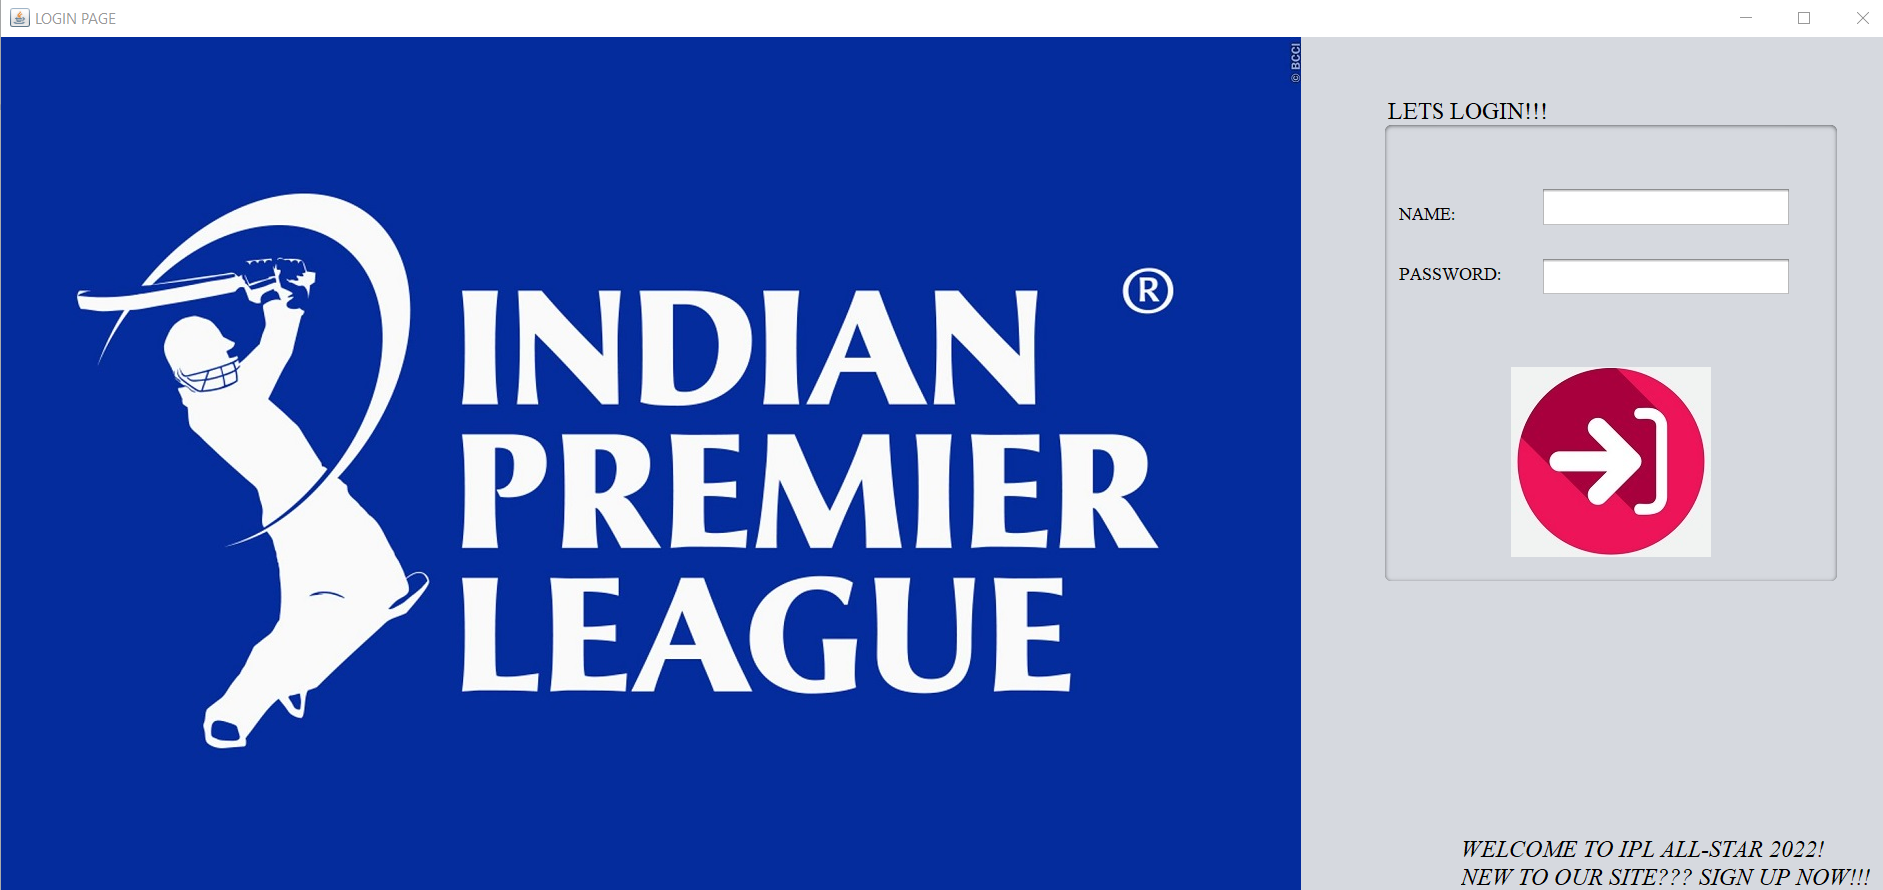 LOGIN PAGE
© BCCI
INDIAN
PREMIER
LEAGUE
®
LETS LOGIN!!!
NAME:
PASSWORD:
WELCOME TO IPL ALL-STAR 2022!
NEW TO OUR SITE??? SIGN UP NOW!!!